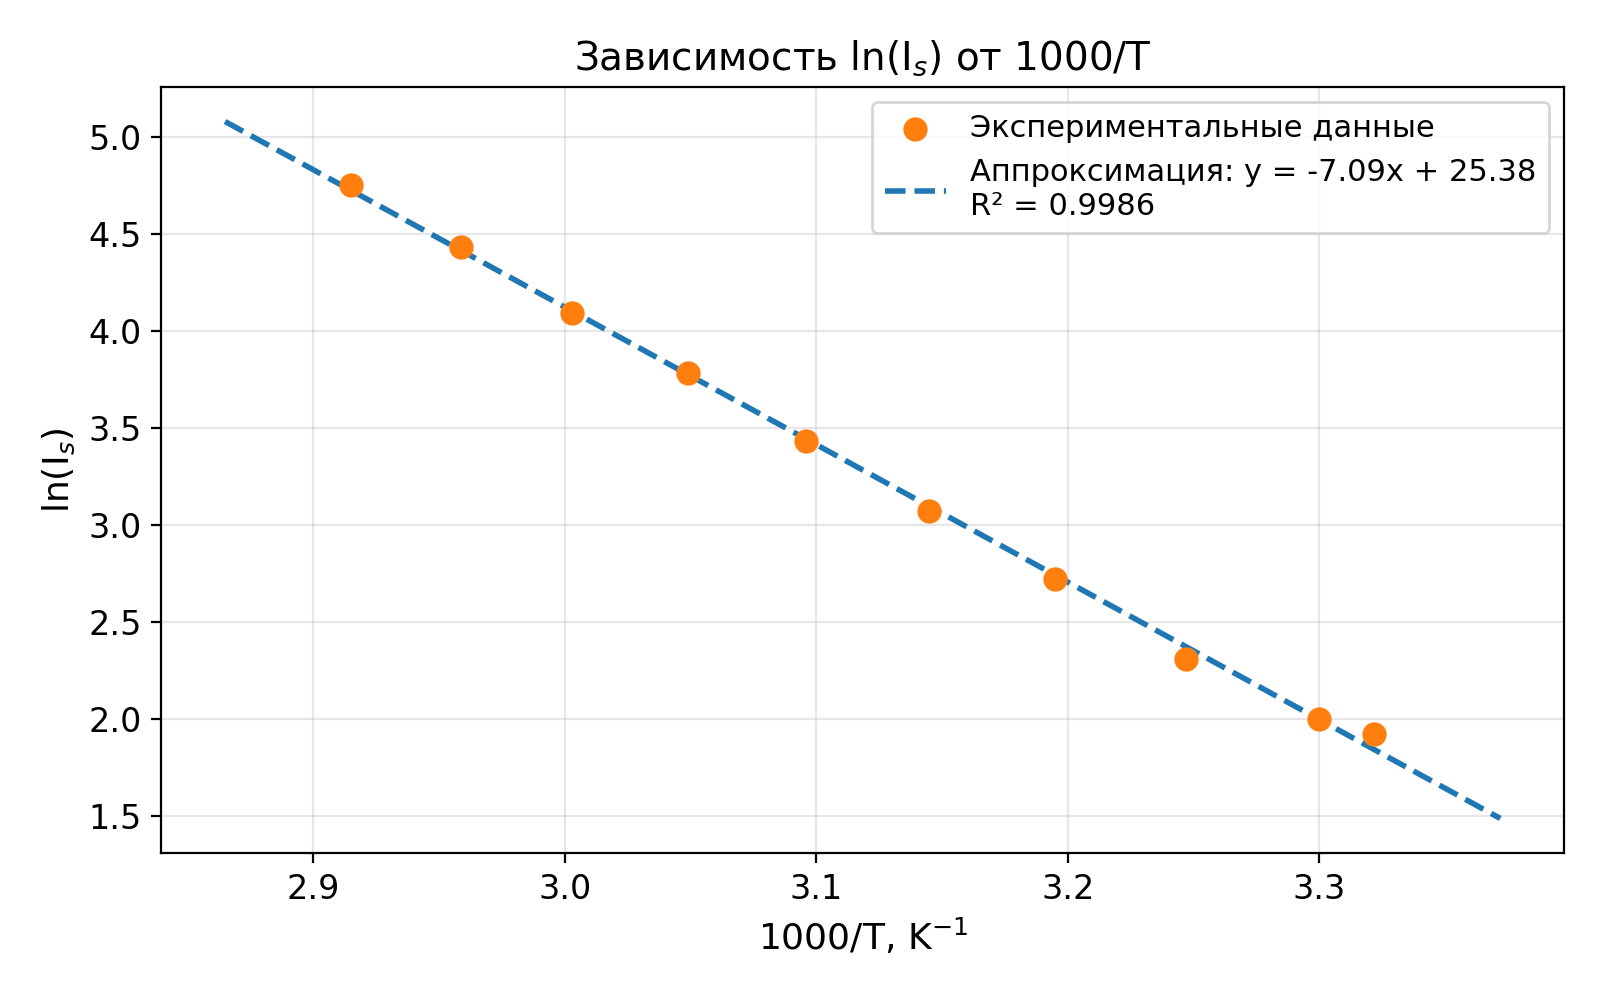 Зависимость ln(Iₛ) от 1000/T
Экспериментальные данные
Аппроксимация: y = -7.09x + 25.38
R² = 0.9986
ln(Iₛ)
5.0
4.5
4.0
3.5
3.0
2.5
2.0
1.5
2.9 3.0 3.1 3.2 3.3
1000/T, K⁻¹